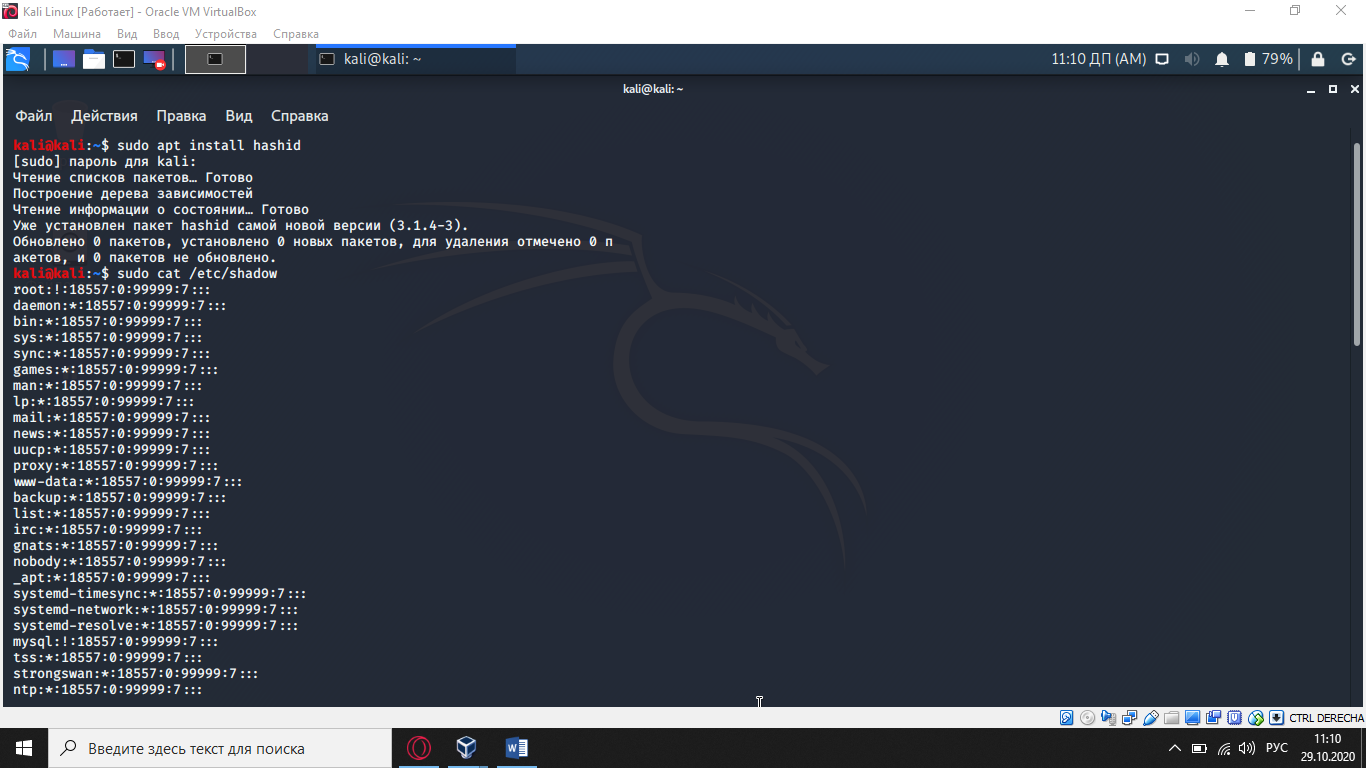 Kali Linux [Работает] - Oracle VM VirtualBox
Файл Машина Вид Ввод Устройства Справка
kali@kali: ~ 11:10 ДП (AM) 79%
kali@kali: ~
Файл Действия Правка Вид Справка
kali@kali:~$ sudo apt install hashid
[sudo] пароль для kali:
Чтение списков пакетов… Готово
Построение дерева зависимостей
Чтение информации о состоянии… Готово
Уже установлен пакет hashid самой новой версии (3.1.4-3).
Обновлено 0 пакетов, установлено 0 новых пакетов, для удаления отмечено 0 п
акетов, и 0 пакетов не обновлено.
kali@kali:~$ sudo cat /etc/shadow
root:!:18557:0:99999:7:::
daemon:*:18557:0:99999:7:::
bin:*:18557:0:99999:7:::
sys:*:18557:0:99999:7:::
sync:*:18557:0:99999:7:::
games:*:18557:0:99999:7:::
man:*:18557:0:99999:7:::
lp:*:18557:0:99999:7:::
mail:*:18557:0:99999:7:::
news:*:18557:0:99999:7:::
uucp:*:18557:0:99999:7:::
proxy:*:18557:0:99999:7:::
www-data:*:18557:0:99999:7:::
backup:*:18557:0:99999:7:::
list:*:18557:0:99999:7:::
irc:*:18557:0:99999:7:::
gnats:*:18557:0:99999:7:::
nobody:*:18557:0:99999:7:::
_apt:*:18557:0:99999:7:::
systemd-timesync:*:18557:0:99999:7:::
systemd-network:*:18557:0:99999:7:::
systemd-resolve:*:18557:0:99999:7:::
mysql:!:18557:0:99999:7:::
tss:*:18557:0:99999:7:::
strongswan:*:18557:0:99999:7:::
ntp:*:18557:0:99999:7:::
CTRL DERECHA
Введите здесь текст для поиска
РУС
11:10
29.10.2020